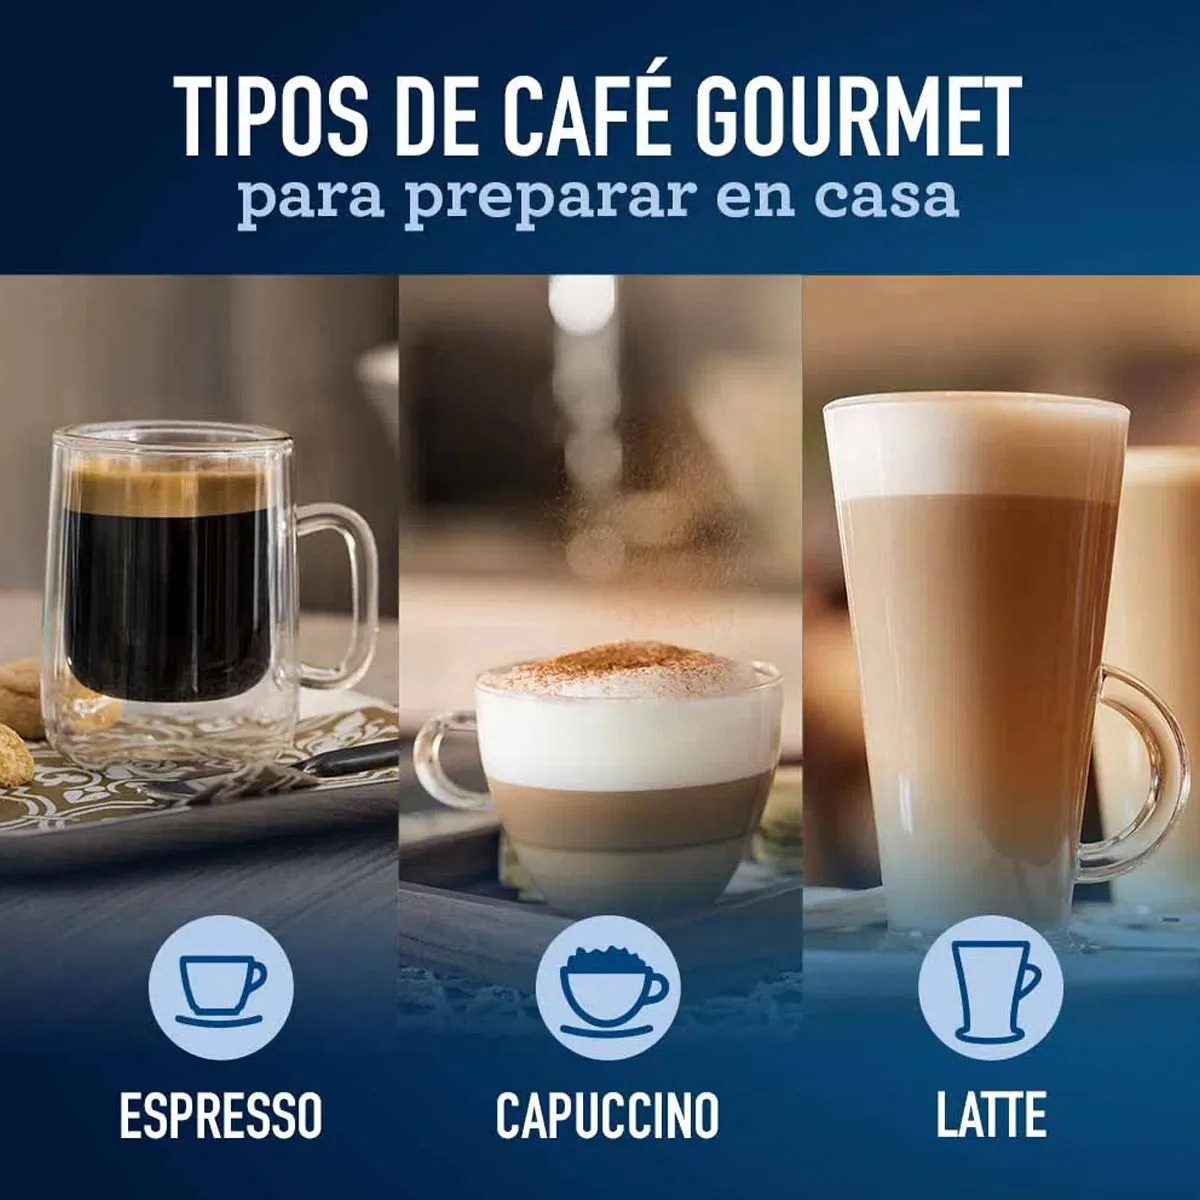 TIPOS DE CAFÉ GOURMET
para preparar en casa
ESPRESSO
CAPUCCINO
LATTE